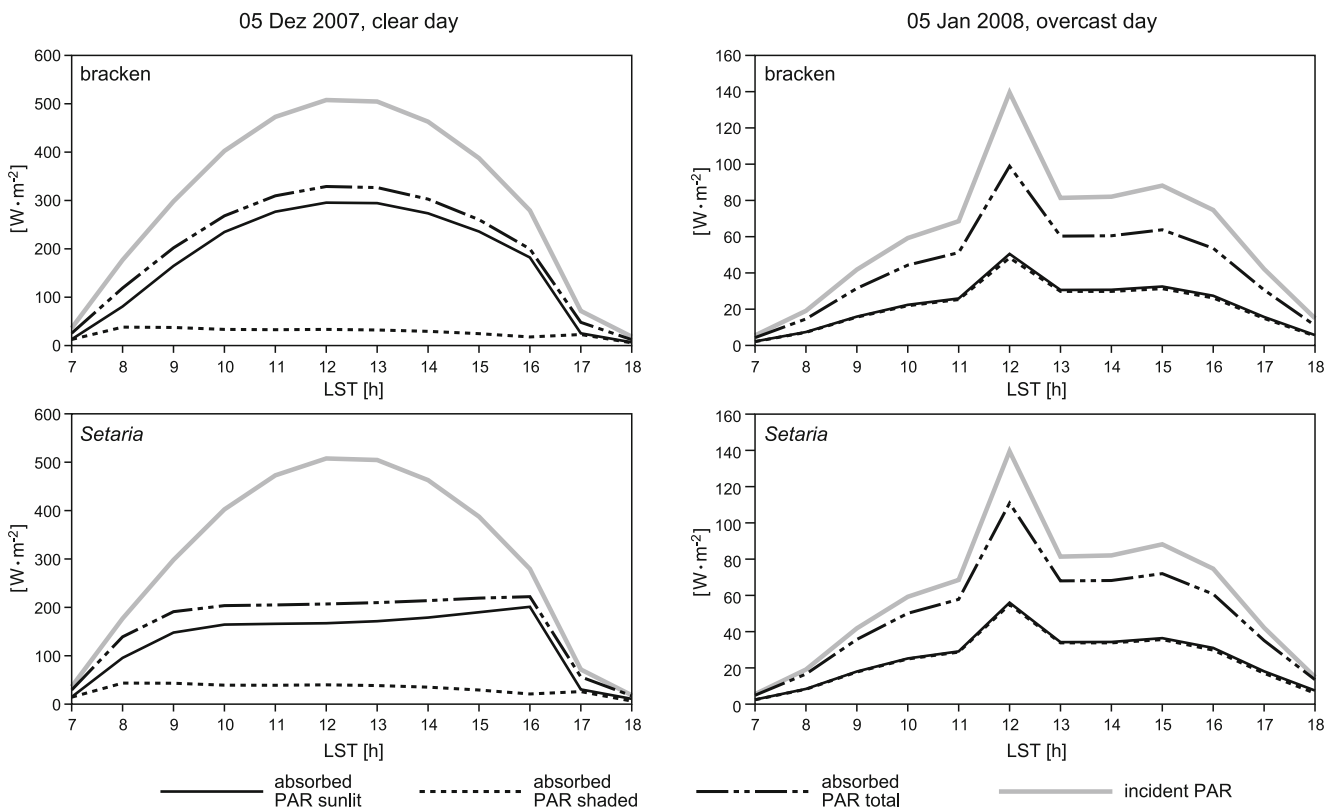 05 Dez 2007, clear day
05 Jan 2008, overcast day
600
500
400
300
200
100
0
[W·m⁻²]
bracken
7 8 9 10 11 12 13 14 15 16 17 18
LST [h]
160
140
120
100
80
60
40
20
0
[W·m⁻²]
bracken
7 8 9 10 11 12 13 14 15 16 17 18
LST [h]
600
500
400
300
200
100
0
[W·m⁻²]
Setaria
7 8 9 10 11 12 13 14 15 16 17 18
LST [h]
160
140
120
100
80
60
40
20
0
[W·m⁻²]
Setaria
7 8 9 10 11 12 13 14 15 16 17 18
LST [h]
absorbed
PAR sunlit
absorbed
PAR shaded
absorbed
PAR total
incident PAR